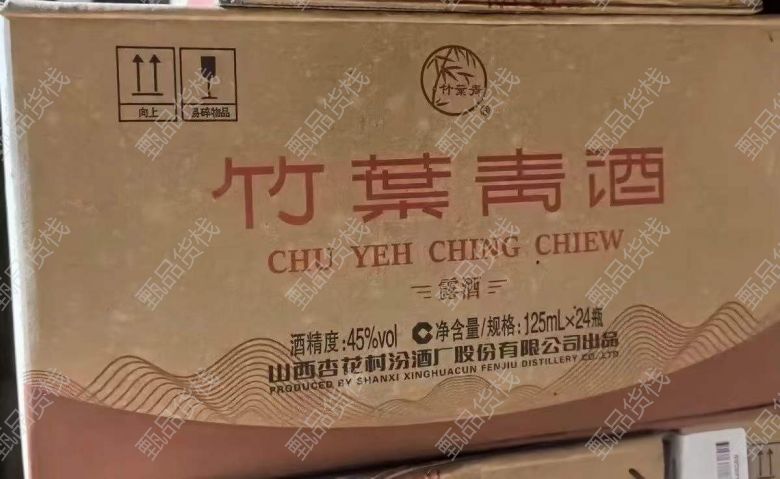 向上
易碎物品
竹葉青
®
竹葉青酒
CHU YEH CHING CHIEW
露酒
酒精度:45%vol 净含量/规格:125mL×24瓶
山西杏花村汾酒厂股份有限公司出品
PRODUCED BY SHANXI XINGHUACUN FENJIU DISTILLERY CO.,LTD
甄品货栈